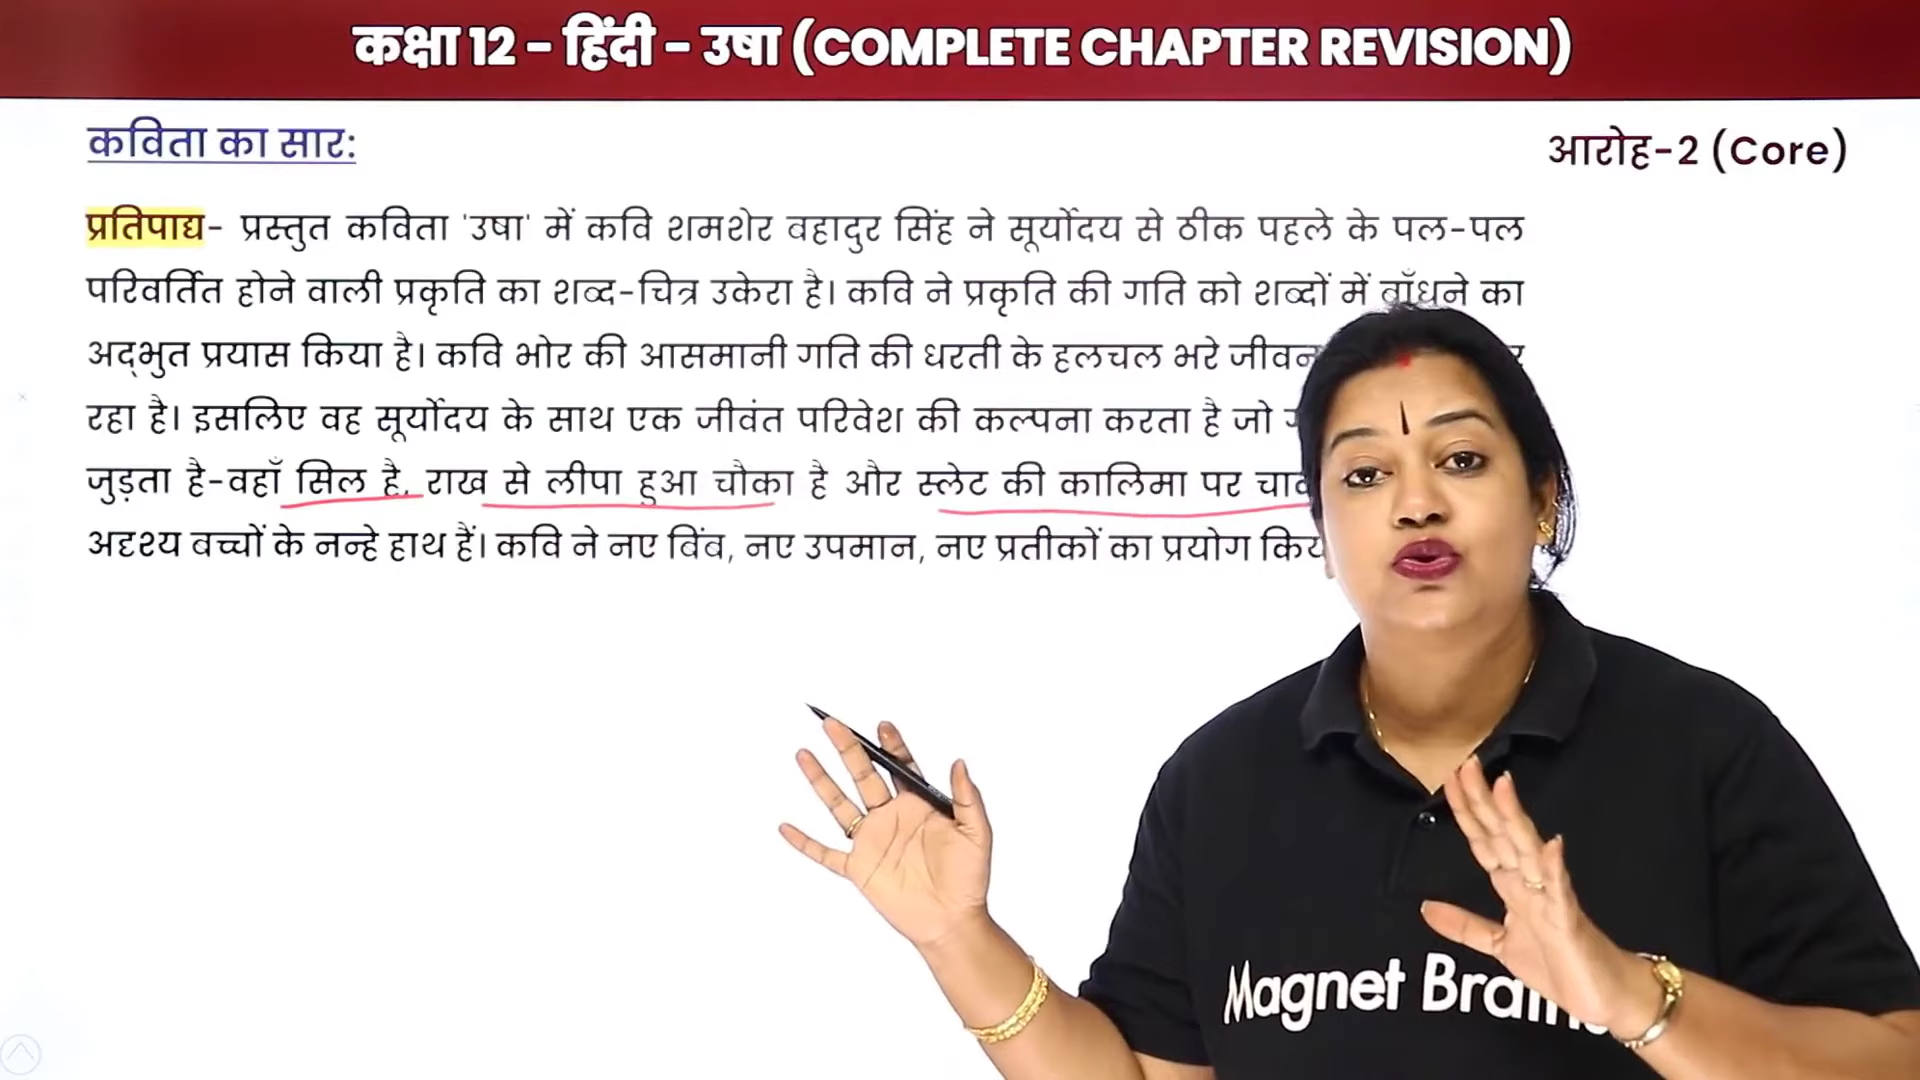 कक्षा 12 - हिंदी - उषा (COMPLETE CHAPTER REVISION)
कविता का सार:
आरोह-2 (Core)
प्रतिपाद्य- प्रस्तुत कविता 'उषा' में कवि शमशेर बहादुर सिंह ने सूर्योदय से ठीक पहले के पल-पल
परिवर्तित होने वाली प्रकृति का शब्द-चित्र उकेरा है। कवि ने प्रकृति की गति को शब्दों में बाँधने का
अद्भुत प्रयास किया है। कवि भोर की आसमानी गति की धरती के हलचल भरे
रहा है। इसलिए वह सूर्योदय के साथ एक जीवंत परिवेश की कल्पना करता है जो
जुड़ता है-वहाँ सिल है, राख से लीपा हुआ चौका है और स्लेट की कालिमा पर
अदृश्य बच्चों के नन्हे हाथ हैं। कवि ने नए बिंब, नए उपमान, नए प्रतीकों का प्रयोग
Magnet